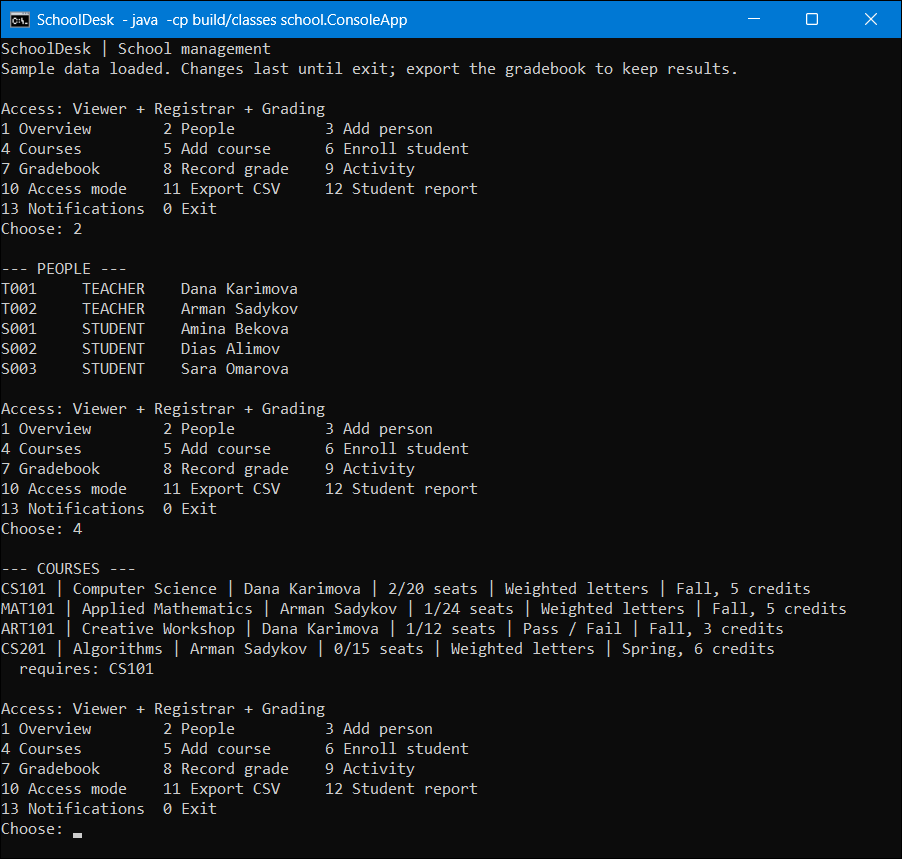 SchoolDesk - java -cp build/classes school.ConsoleApp
SchoolDesk | School management
Sample data loaded. Changes last until exit; export the gradebook to keep results.
Access: Viewer + Registrar + Grading
1 Overview 2 People 3 Add person
4 Courses 5 Add course 6 Enroll student
7 Gradebook 8 Record grade 9 Activity
10 Access mode 11 Export CSV 12 Student report
13 Notifications 0 Exit
Choose: 2
--- PEOPLE ---
T001 TEACHER Dana Karimova
T002 TEACHER Arman Sadykov
S001 STUDENT Amina Bekova
S002 STUDENT Dias Alimov
S003 STUDENT Sara Omarova
Access: Viewer + Registrar + Grading
1 Overview 2 People 3 Add person
4 Courses 5 Add course 6 Enroll student
7 Gradebook 8 Record grade 9 Activity
10 Access mode 11 Export CSV 12 Student report
13 Notifications 0 Exit
Choose: 4
--- COURSES ---
CS101 | Computer Science | Dana Karimova | 2/20 seats | Weighted letters | Fall, 5 credits
MAT101 | Applied Mathematics | Arman Sadykov | 1/24 seats | Weighted letters | Fall, 5 credits
ART101 | Creative Workshop | Dana Karimova | 1/12 seats | Pass / Fail | Fall, 3 credits
CS201 | Algorithms | Arman Sadykov | 0/15 seats | Weighted letters | Spring, 6 credits
requires: CS101
Access: Viewer + Registrar + Grading
1 Overview 2 People 3 Add person
4 Courses 5 Add course 6 Enroll student
7 Gradebook 8 Record grade 9 Activity
10 Access mode 11 Export CSV 12 Student report
13 Notifications 0 Exit
Choose: